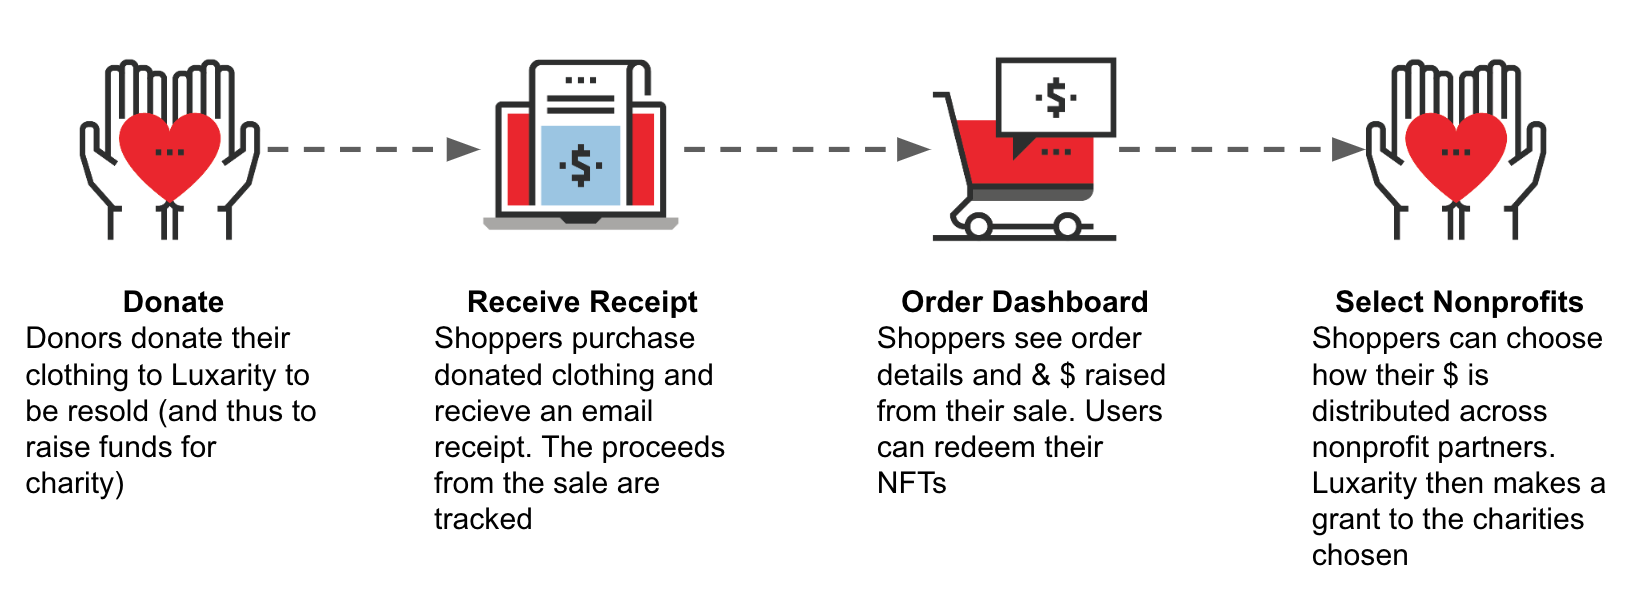 ·$·
·$·
Donate
Donors donate their
clothing to Luxarity to
be resold (and thus to
raise funds for
charity)
Receive Receipt
Shoppers purchase
donated clothing and
recieve an email
receipt. The proceeds
from the sale are
tracked
Order Dashboard
Shoppers see order
details and & $ raised
from their sale. Users
can redeem their
NFTs
Select Nonprofits
Shoppers can choose
how their $ is
distributed across
nonprofit partners.
Luxarity then makes a
grant to the charities
chosen